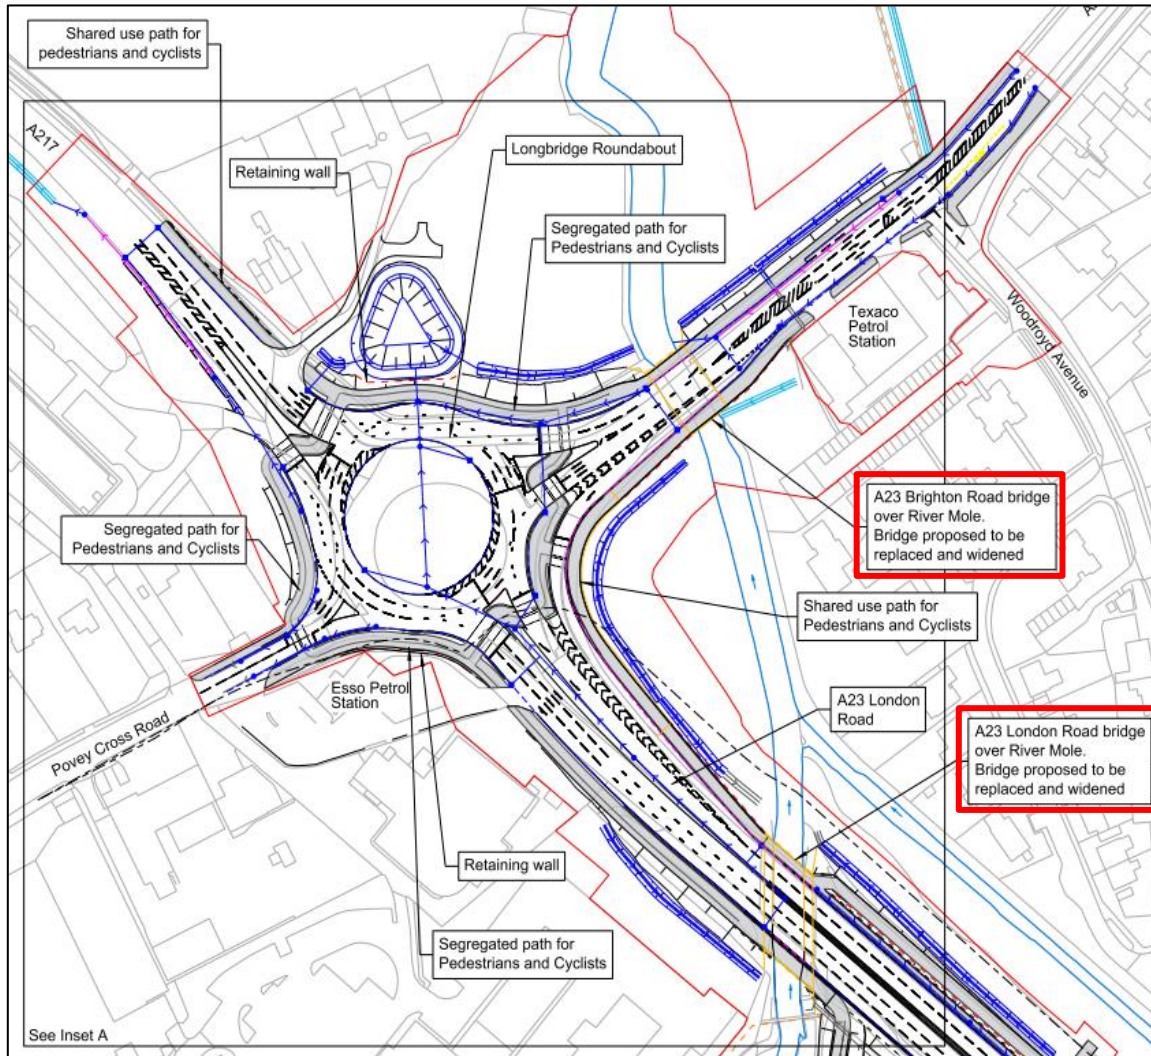 Shared use path for
pedestrians and cyclists
A217
Retaining wall
Longbridge Roundabout
Segregated path for
Pedestrians and Cyclists
Texaco
Petrol
Station
Woodroyd Avenue
A23 Brighton Road bridge
over River Mole.
Bridge proposed to be
replaced and widened
Segregated path for
Pedestrians and Cyclists
Shared use path for
Pedestrians and Cyclists
Esso Petrol
Station
A23 London
Road
Povey Cross Road
A23 London Road bridge
over River Mole.
Bridge proposed to be
replaced and widened
Retaining wall
Segregated path for
Pedestrians and Cyclists
See Inset A